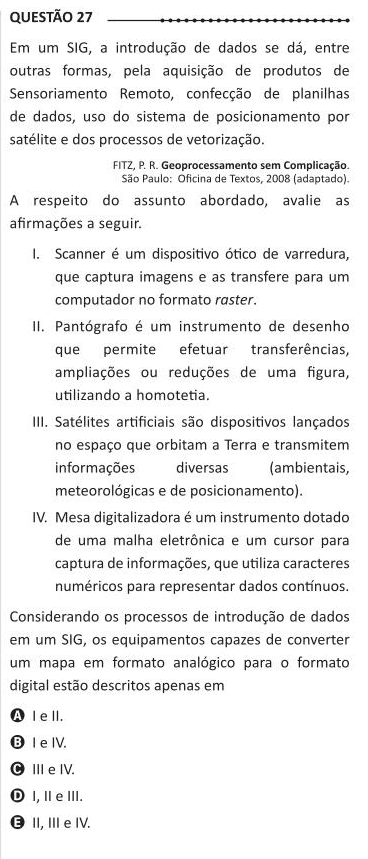 QUESTÃO 27
Em um SIG, a introdução de dados se dá, entre
outras formas, pela aquisição de produtos de
Sensoriamento Remoto, confecção de planilhas
de dados, uso do sistema de posicionamento por
satélite e dos processos de vetorização.
FITZ, P. R. Geoprocessamento sem Complicação.
São Paulo: Oficina de Textos, 2008 (adaptado).
A respeito do assunto abordado, avalie as
afirmações a seguir.
I. Scanner é um dispositivo ótico de varredura,
que captura imagens e as transfere para um
computador no formato raster.
II. Pantógrafo é um instrumento de desenho
que permite efetuar transferências,
ampliações ou reduções de uma figura,
utilizando a homotetia.
III. Satélites artificiais são dispositivos lançados
no espaço que orbitam a Terra e transmitem
informações diversas (ambientais,
meteorológicas e de posicionamento).
IV. Mesa digitalizadora é um instrumento dotado
de uma malha eletrônica e um cursor para
captura de informações, que utiliza caracteres
numéricos para representar dados contínuos.
Considerando os processos de introdução de dados
em um SIG, os equipamentos capazes de converter
um mapa em formato analógico para o formato
digital estão descritos apenas em
A I e II.
B I e IV.
C III e IV.
D I, II e III.
E II, III e IV.